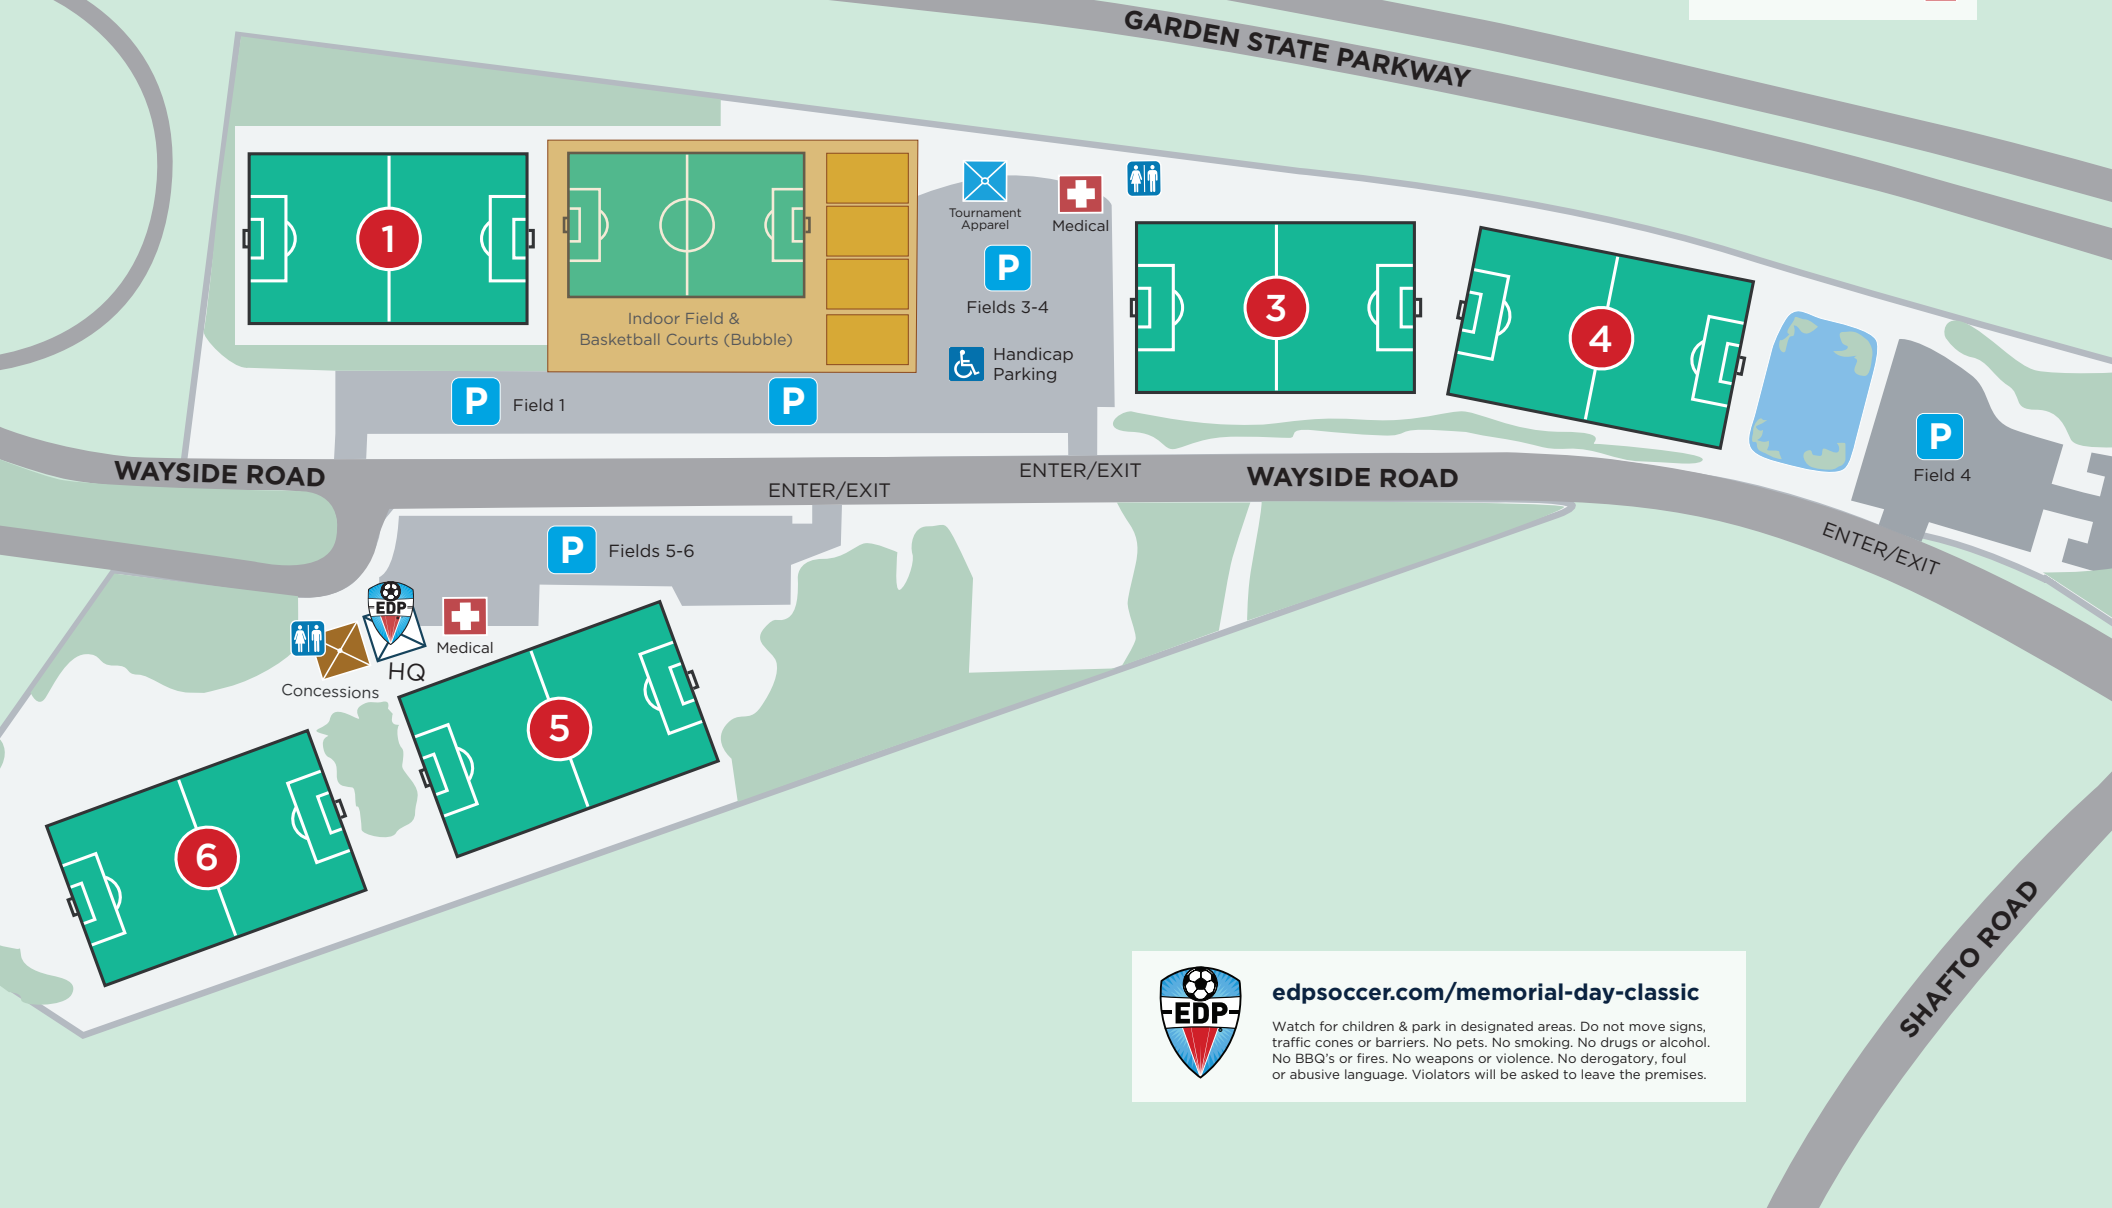 GARDEN STATE PARKWAY
1
Indoor Field &
Basketball Courts (Bubble)
Tournament
Apparel
Medical
P
Fields 3-4
Handicap
Parking
3
4
P
Field 1
P
P
Field 4
WAYSIDE ROAD
ENTER/EXIT
ENTER/EXIT
WAYSIDE ROAD
ENTER/EXIT
P
Fields 5-6
EDP
HQ
Medical
Concessions
5
6
SHAFTO ROAD
EDP
edpsoccer.com/memorial-day-classic
Watch for children & park in designated areas. Do not move signs,
traffic cones or barriers. No pets. No smoking. No drugs or alcohol.
No BBQ's or fires. No weapons or violence. No derogatory, foul
or abusive language. Violators will be asked to leave the premises.